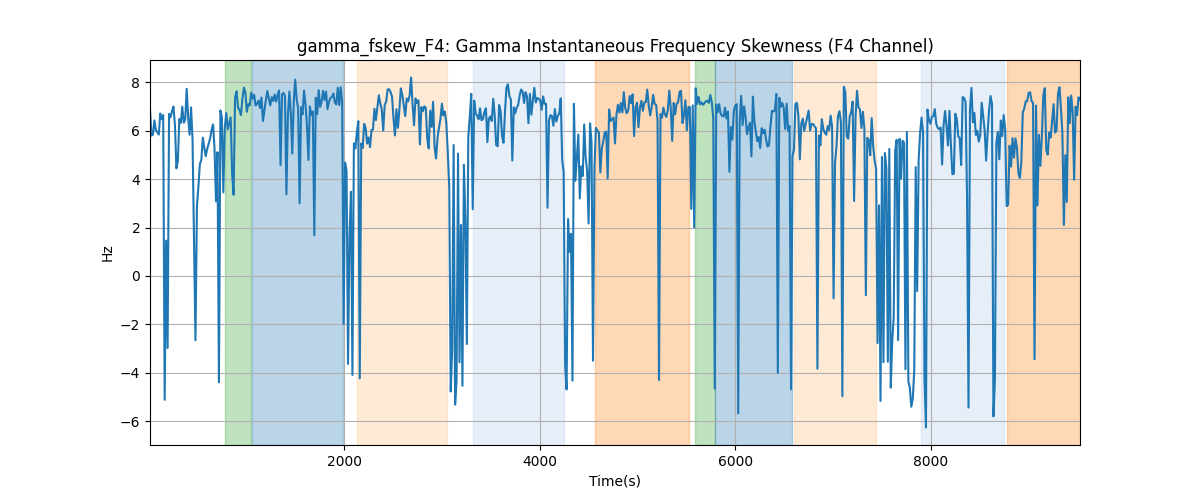 gamma_fskew_F4: Gamma Instantaneous Frequency Skewness (F4 Channel)
8
6
4
2
0
−2
−4
−6
Hz
2000 4000 6000 8000
Time(s)